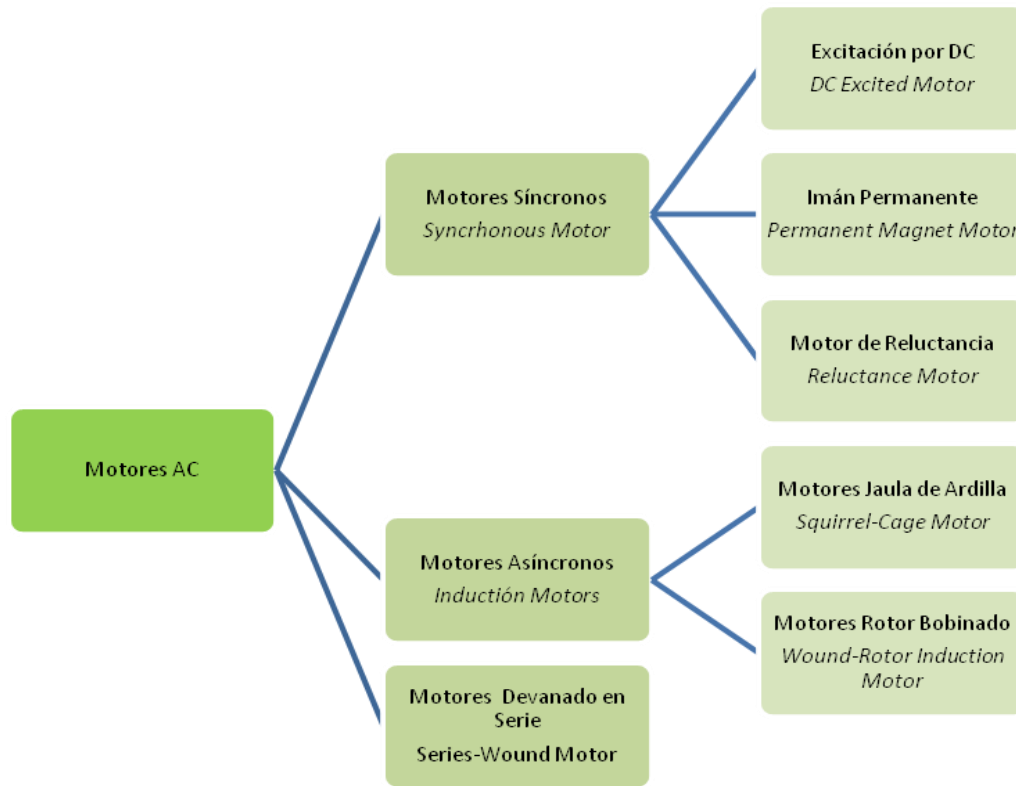 Motores AC
Motores Síncronos
Syncrhonous Motor
Excitación por DC
DC Excited Motor
Imán Permanente
Permanent Magnet Motor
Motor de Reluctancia
Reluctance Motor
Motores Asíncronos
Inductión Motors
Motores Jaula de Ardilla
Squirrel-Cage Motor
Motores Rotor Bobinado
Wound-Rotor Induction
Motor
Motores Devanado en
Serie
Series-Wound Motor